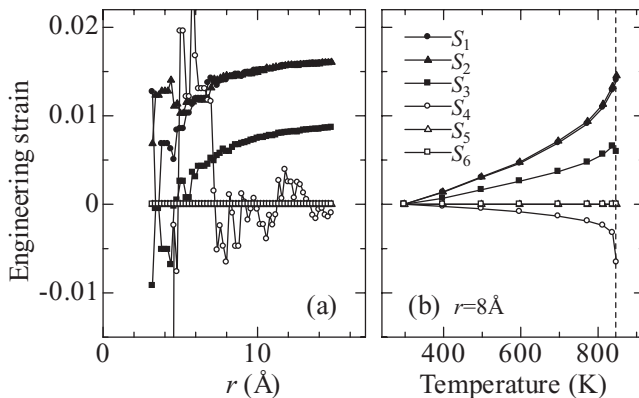 0.02
0.01
0
-0.01
Engineering strain
(a)
0
10
r (Å)
S1
S2
S3
S4
S5
S6
(b) r=8Å
400
600
800
Temperature (K)